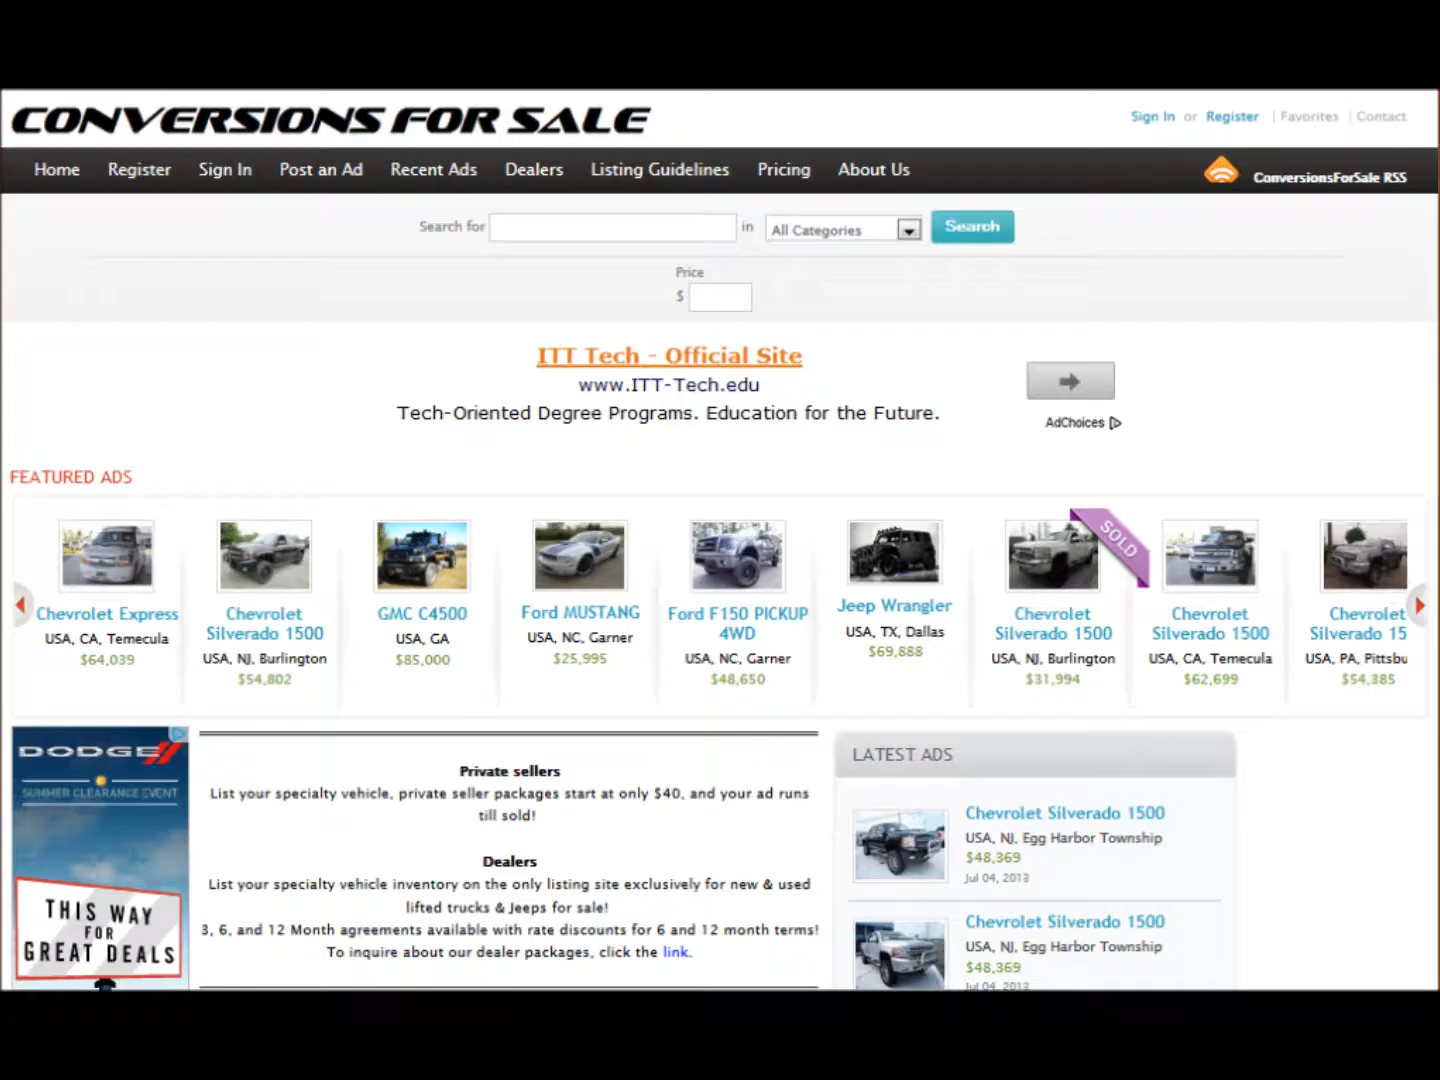 CONVERSIONS FOR SALE
Sign In or Register | Favorites | Contact
Home Register Sign In Post an Ad Recent Ads Dealers Listing Guidelines Pricing About Us
ConversionsForSale RSS
Search for in All Categories Search
Price
$
ITT Tech - Official Site
www.ITT-Tech.edu
Tech-Oriented Degree Programs. Education for the Future.
AdChoices
FEATURED ADS
Chevrolet Express
USA, CA, Temecula
$64,039
Chevrolet
Silverado 1500
USA, NJ, Burlington
$54,802
GMC C4500
USA, GA
$85,000
Ford MUSTANG
USA, NC, Garner
$25,995
Ford F150 PICKUP
4WD
USA, NC, Garner
$48,650
Jeep Wrangler
USA, TX, Dallas
$69,888
SOLD
Chevrolet
Silverado 1500
USA, NJ, Burlington
$31,994
Chevrolet
Silverado 1500
USA, CA, Temecula
$62,699
Chevrolet
Silverado 15
USA, PA, Pittsbu
$54,385
DODGE
SUMMER CLEARANCE EVENT
THIS WAY
FOR
GREAT DEALS
Private sellers
List your specialty vehicle, private seller packages start at only $40, and your ad runs
till sold!
Dealers
List your specialty vehicle inventory on the only listing site exclusively for new & used
lifted trucks & Jeeps for sale!
3, 6, and 12 Month agreements available with rate discounts for 6 and 12 month terms!
To inquire about our dealer packages, click the link.
LATEST ADS
Chevrolet Silverado 1500
USA, NJ, Egg Harbor Township
$48,369
Jul 04, 2013
Chevrolet Silverado 1500
USA, NJ, Egg Harbor Township
$48,369
Jul 04, 2013